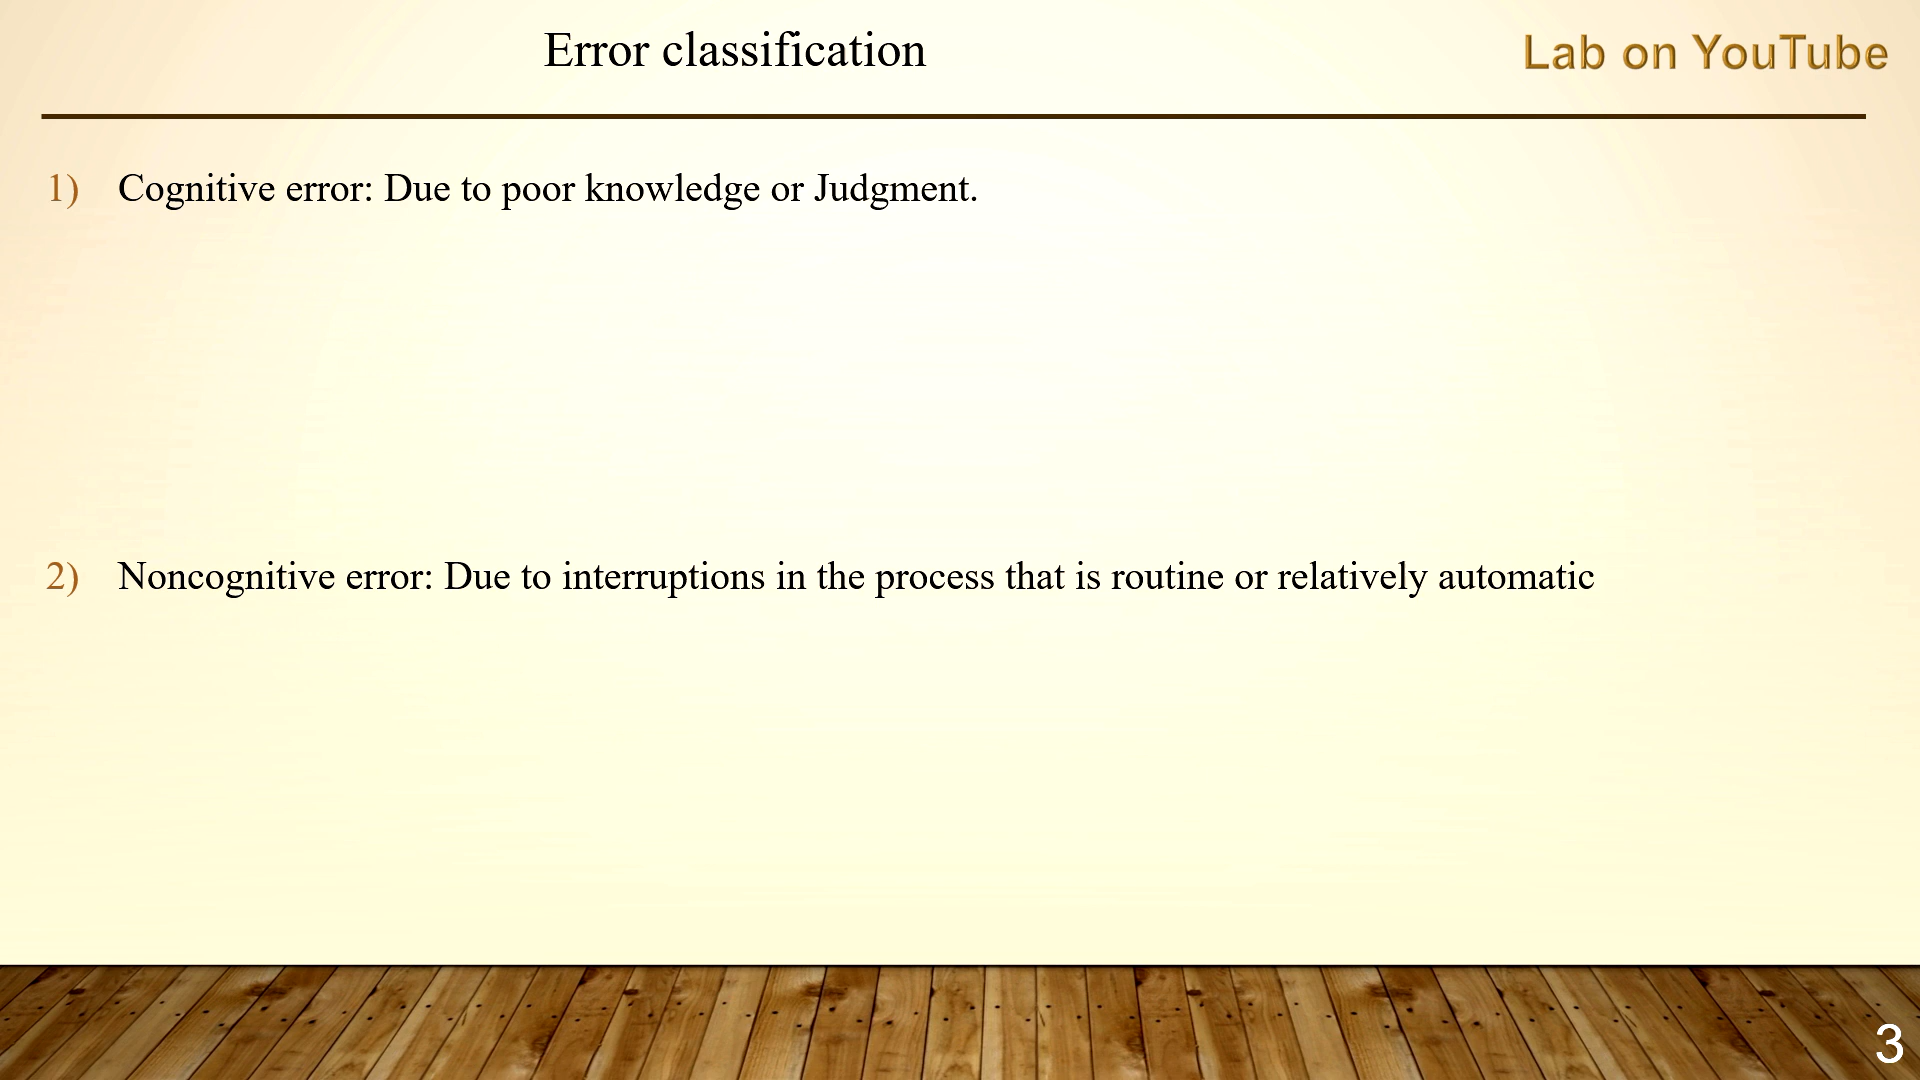 Error classification
Lab on YouTube
1) Cognitive error: Due to poor knowledge or Judgment.
2) Noncognitive error: Due to interruptions in the process that is routine or relatively automatic
3